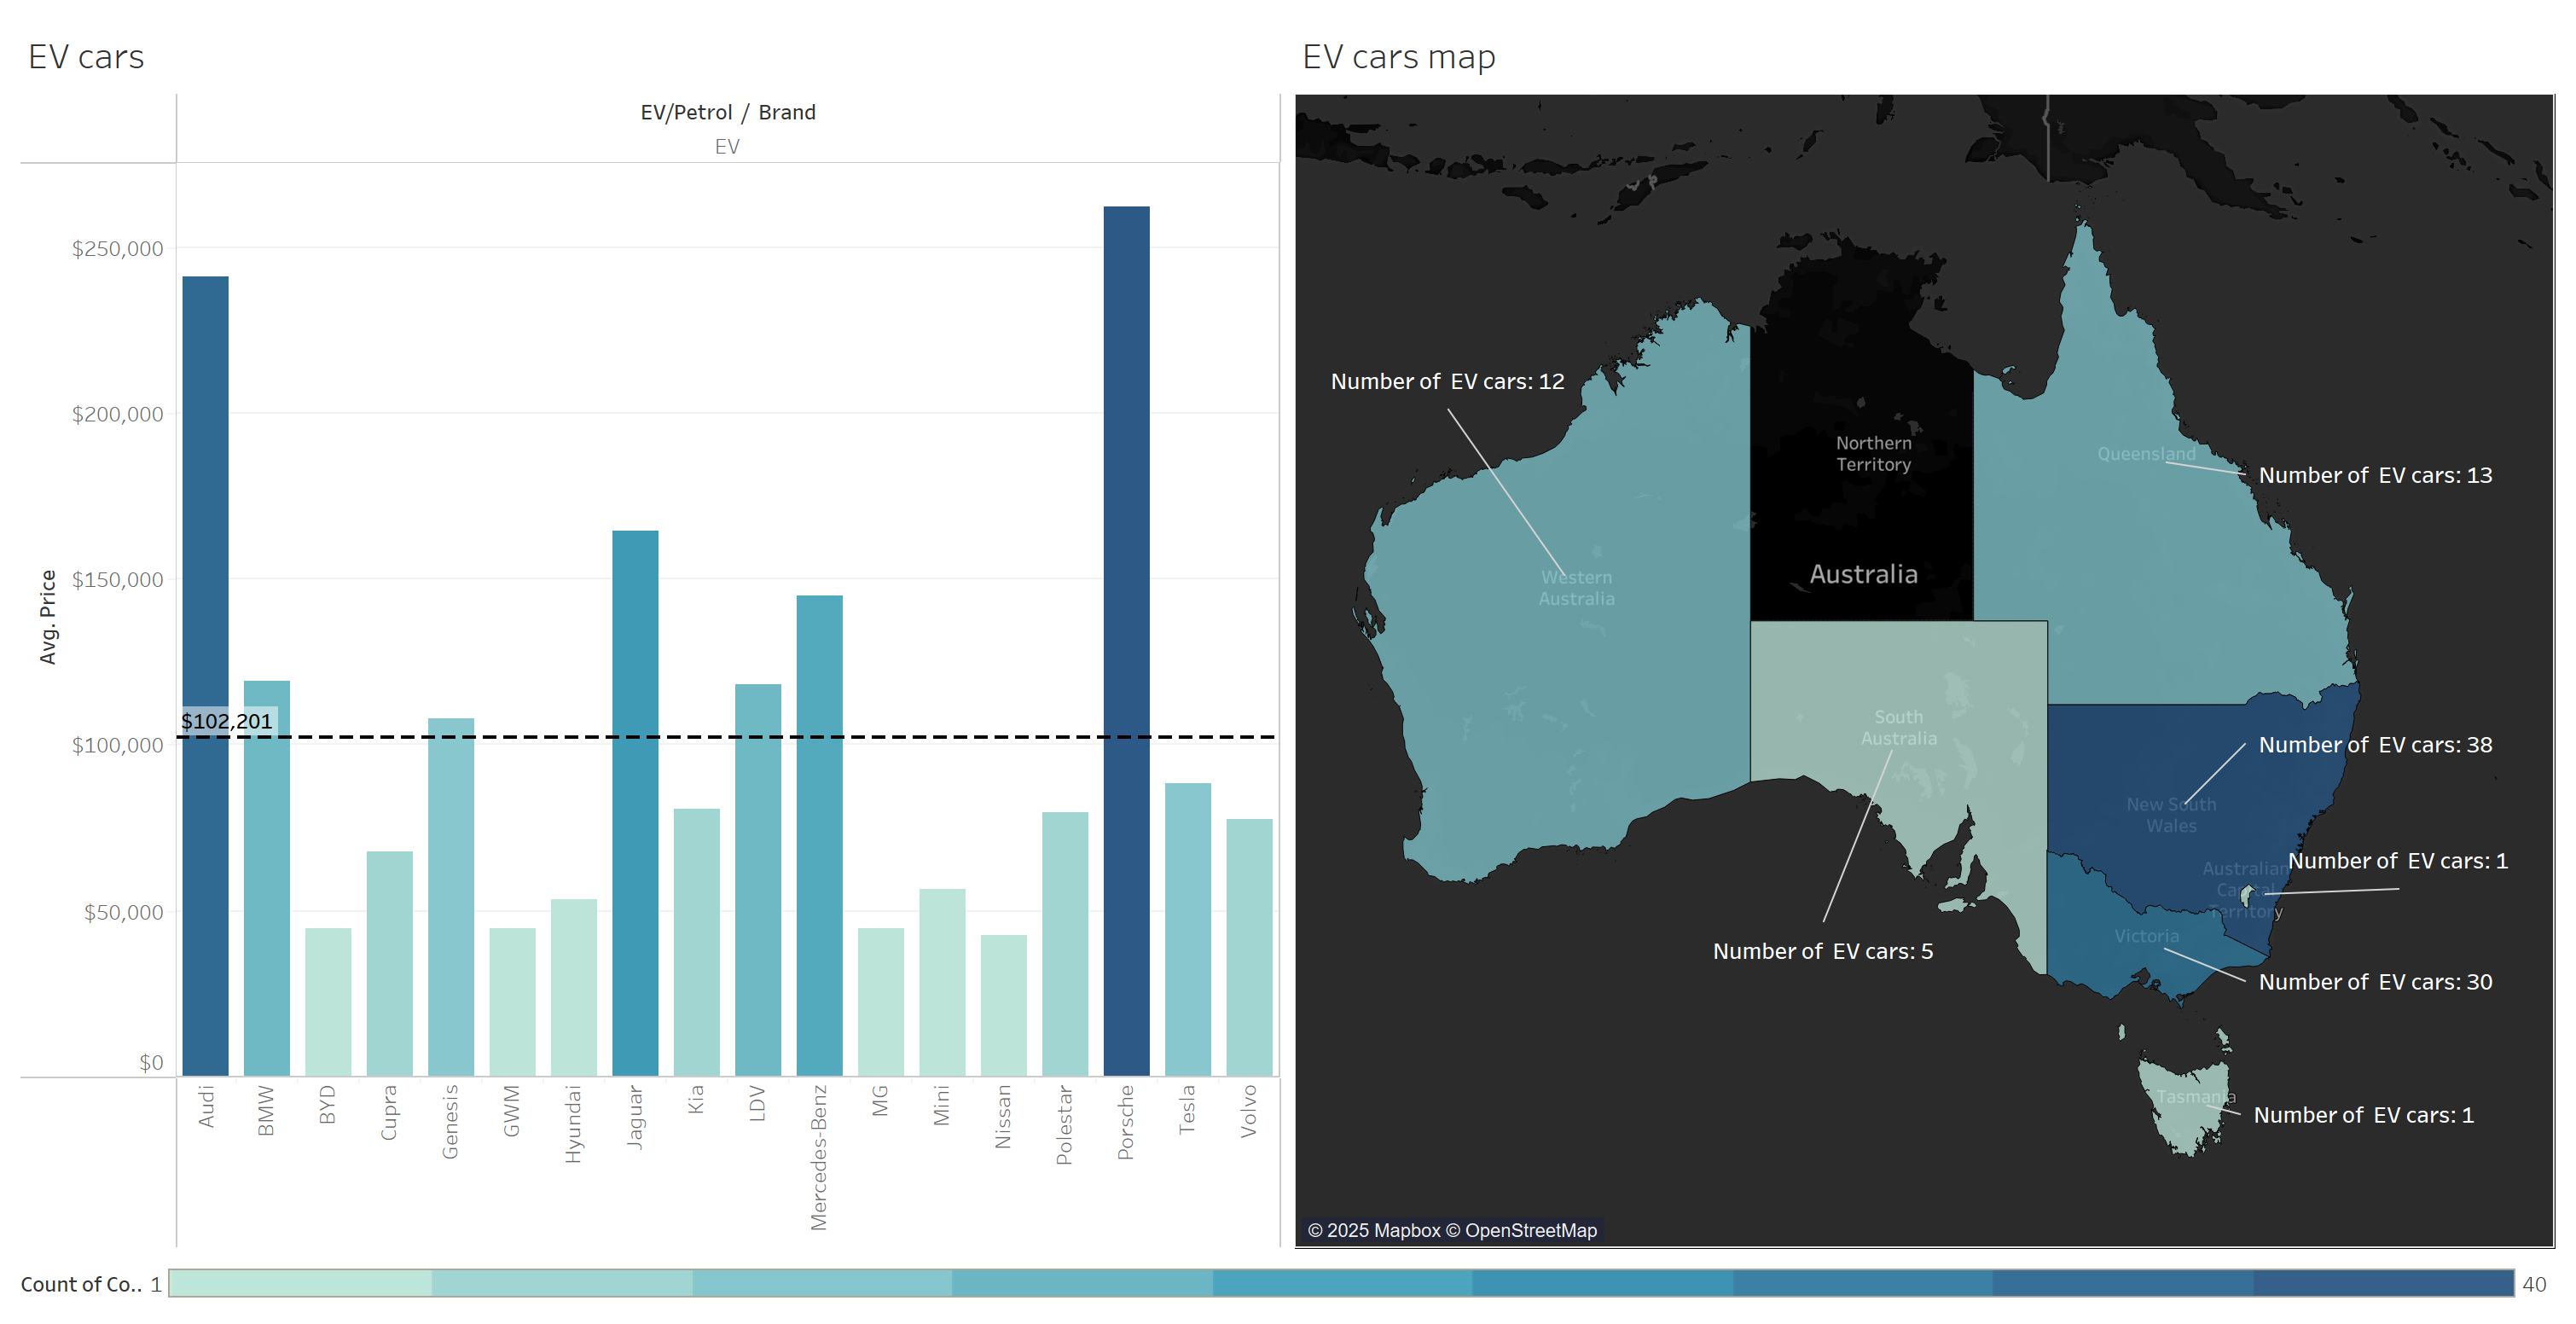 EV cars
EV/Petrol / Brand
EV
Avg. Price
$250,000
$200,000
$150,000
$100,000
$50,000
$0
$102,201
Audi
BMW
BYD
Cupra
Genesis
GWM
Hyundai
Jaguar
Kia
LDV
Mercedes-Benz
MG
Mini
Nissan
Polestar
Porsche
Tesla
Volvo
EV cars map
Number of EV cars: 12
Northern
Territory
Queensland
Number of EV cars: 13
Australia
Western
Australia
South
Australia
Number of EV cars: 38
New South
Wales
Number of EV cars: 1
Australian
Capital
Territory
Victoria
Number of EV cars: 5
Number of EV cars: 30
Tasmania
Number of EV cars: 1
© 2025 Mapbox © OpenStreetMap
Count of Co.. 1
40